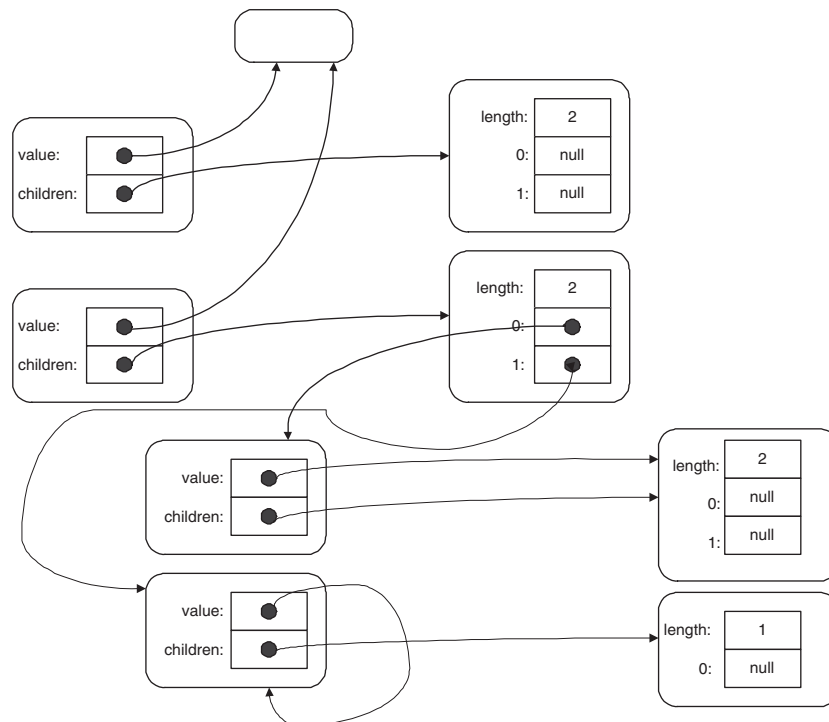 length: 2
value:
0: null
children:
1: null
length: 2
value:
0:
children:
1:
value:
length: 2
0: null
children:
1: null
value:
length: 1
children:
0: null